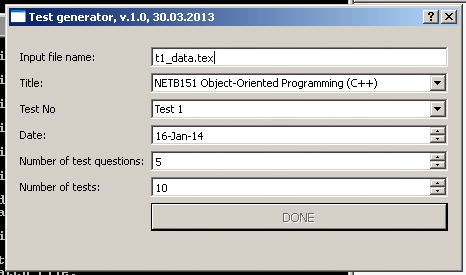 Test generator, v.1.0, 30.03.2013
Input file name: t1_data.tex
Title: NETB151 Object-Oriented Programming (C++)
Test No Test 1
Date: 16-Jan-14
Number of test questions: 5
Number of tests: 10
DONE